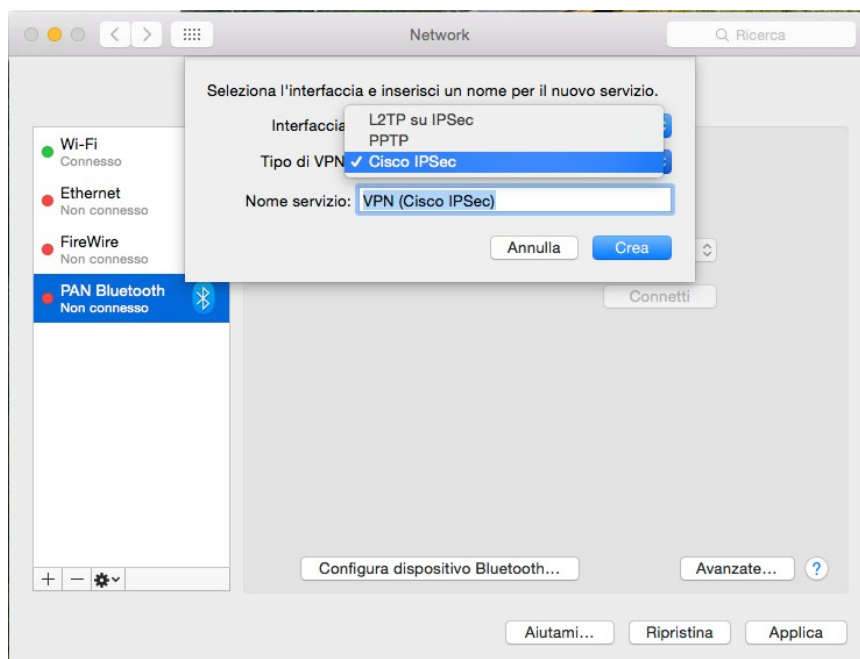 Network
Ricerca
Seleziona l'interfaccia e inserisci un nome per il nuovo servizio.
Interfaccia
L2TP su IPSec
PPTP
Tipo di VPN
✓ Cisco IPSec
Nome servizio: VPN (Cisco IPSec)
Annulla
Crea
Wi-Fi
Connesso
Ethernet
Non connesso
FireWire
Non connesso
PAN Bluetooth
Non connesso
Connetti
Configura dispositivo Bluetooth...
Avanzate...
?
Aiutami...
Ripristina
Applica